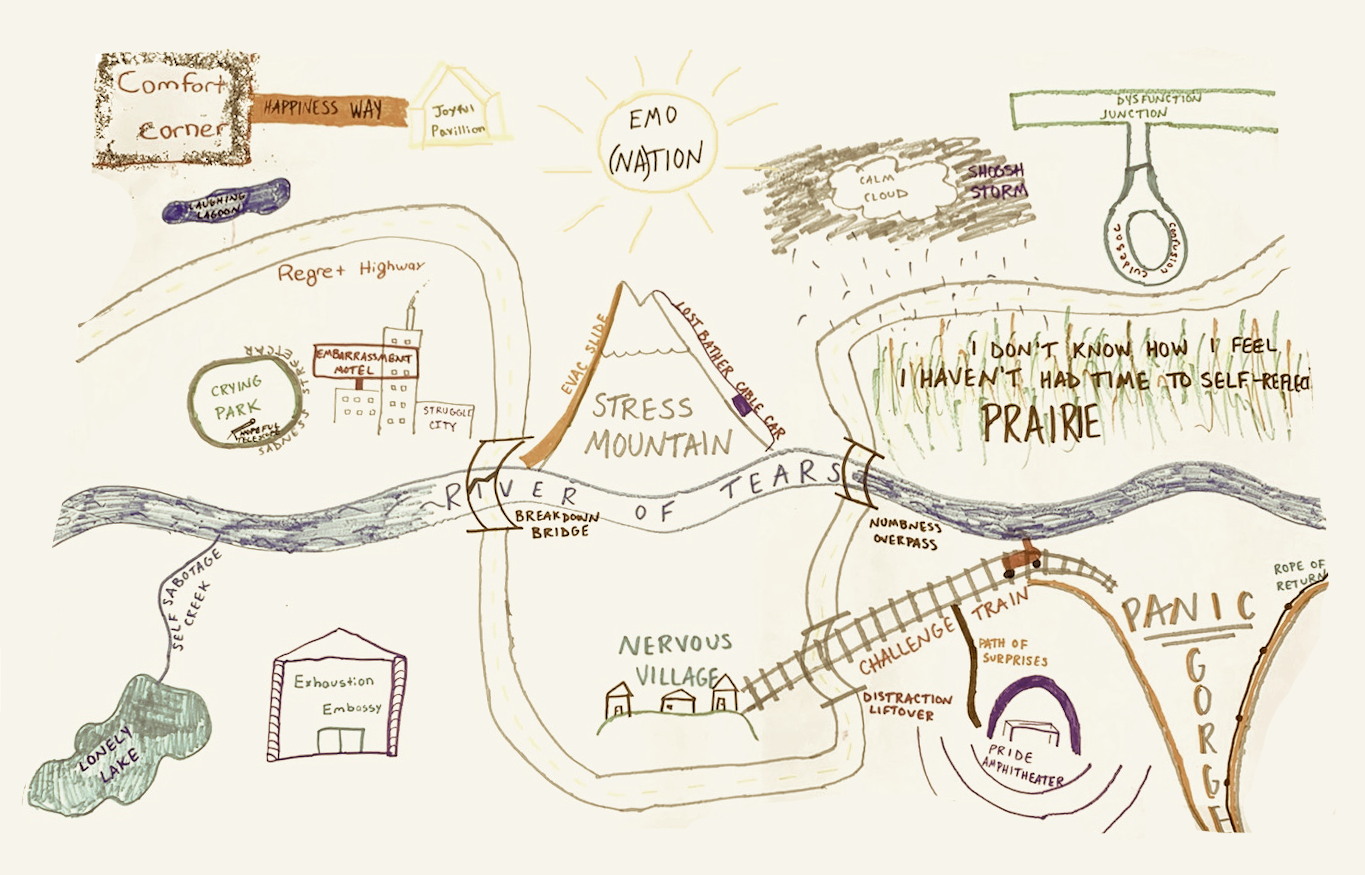 Comfort
Corner
HAPPINESS WAY
Joyful
Pavillion
EMO
(NA)TION
DYSFUNCTION
JUNCTION
CALM
CLOUD
SHOOSH
STORM
LAUGHING
LAGOON
confusion culdesac
Regret Highway
EMBARRASSMENT
MOTEL
STRUGGLE
CITY
CRYING
PARK
HOPEFUL
TELESCOPE
SADNESS STREETCAR
EVAC SLIDE
LOST BATHER CABLE CAR
STRESS
MOUNTAIN
I DON'T KNOW HOW I FEEL
I HAVEN'T HAD TIME TO SELF-REFLECT
PRAIRIE
RIVER OF TEARS
BREAKDOWN
BRIDGE
NUMBNESS
OVERPASS
SELF SABOTAGE
CREEK
LONELY
LAKE
Exhaustion
Embassy
NERVOUS
VILLAGE
CHALLENGE TRAIN
DISTRACTION
LIFTOVER
PATH OF
SURPRISES
PRIDE
AMPHITHEATER
PANIC
GORGE
ROPE OF
RETURN